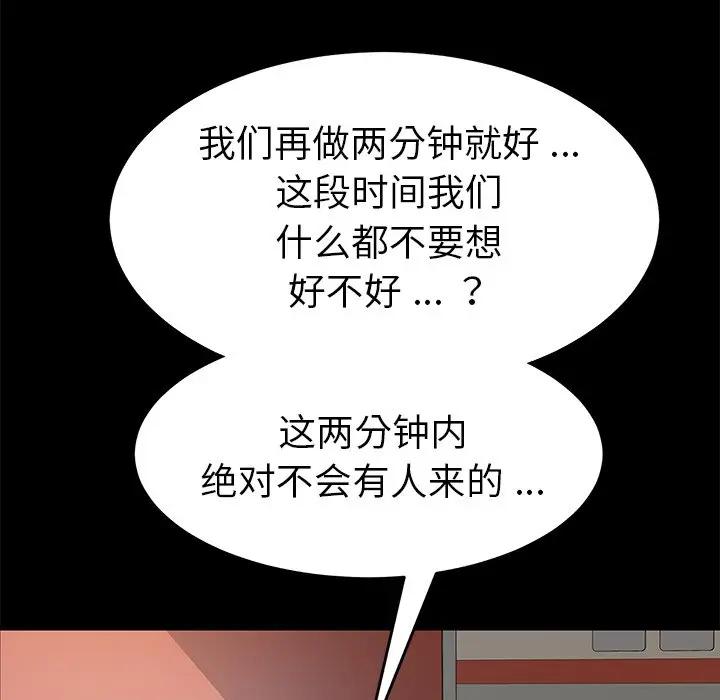 我们再做两分钟就好 ...
这段时间我们
什么都不要想
好不好 ... ？
这两分钟内
绝对不会有人来的 ...